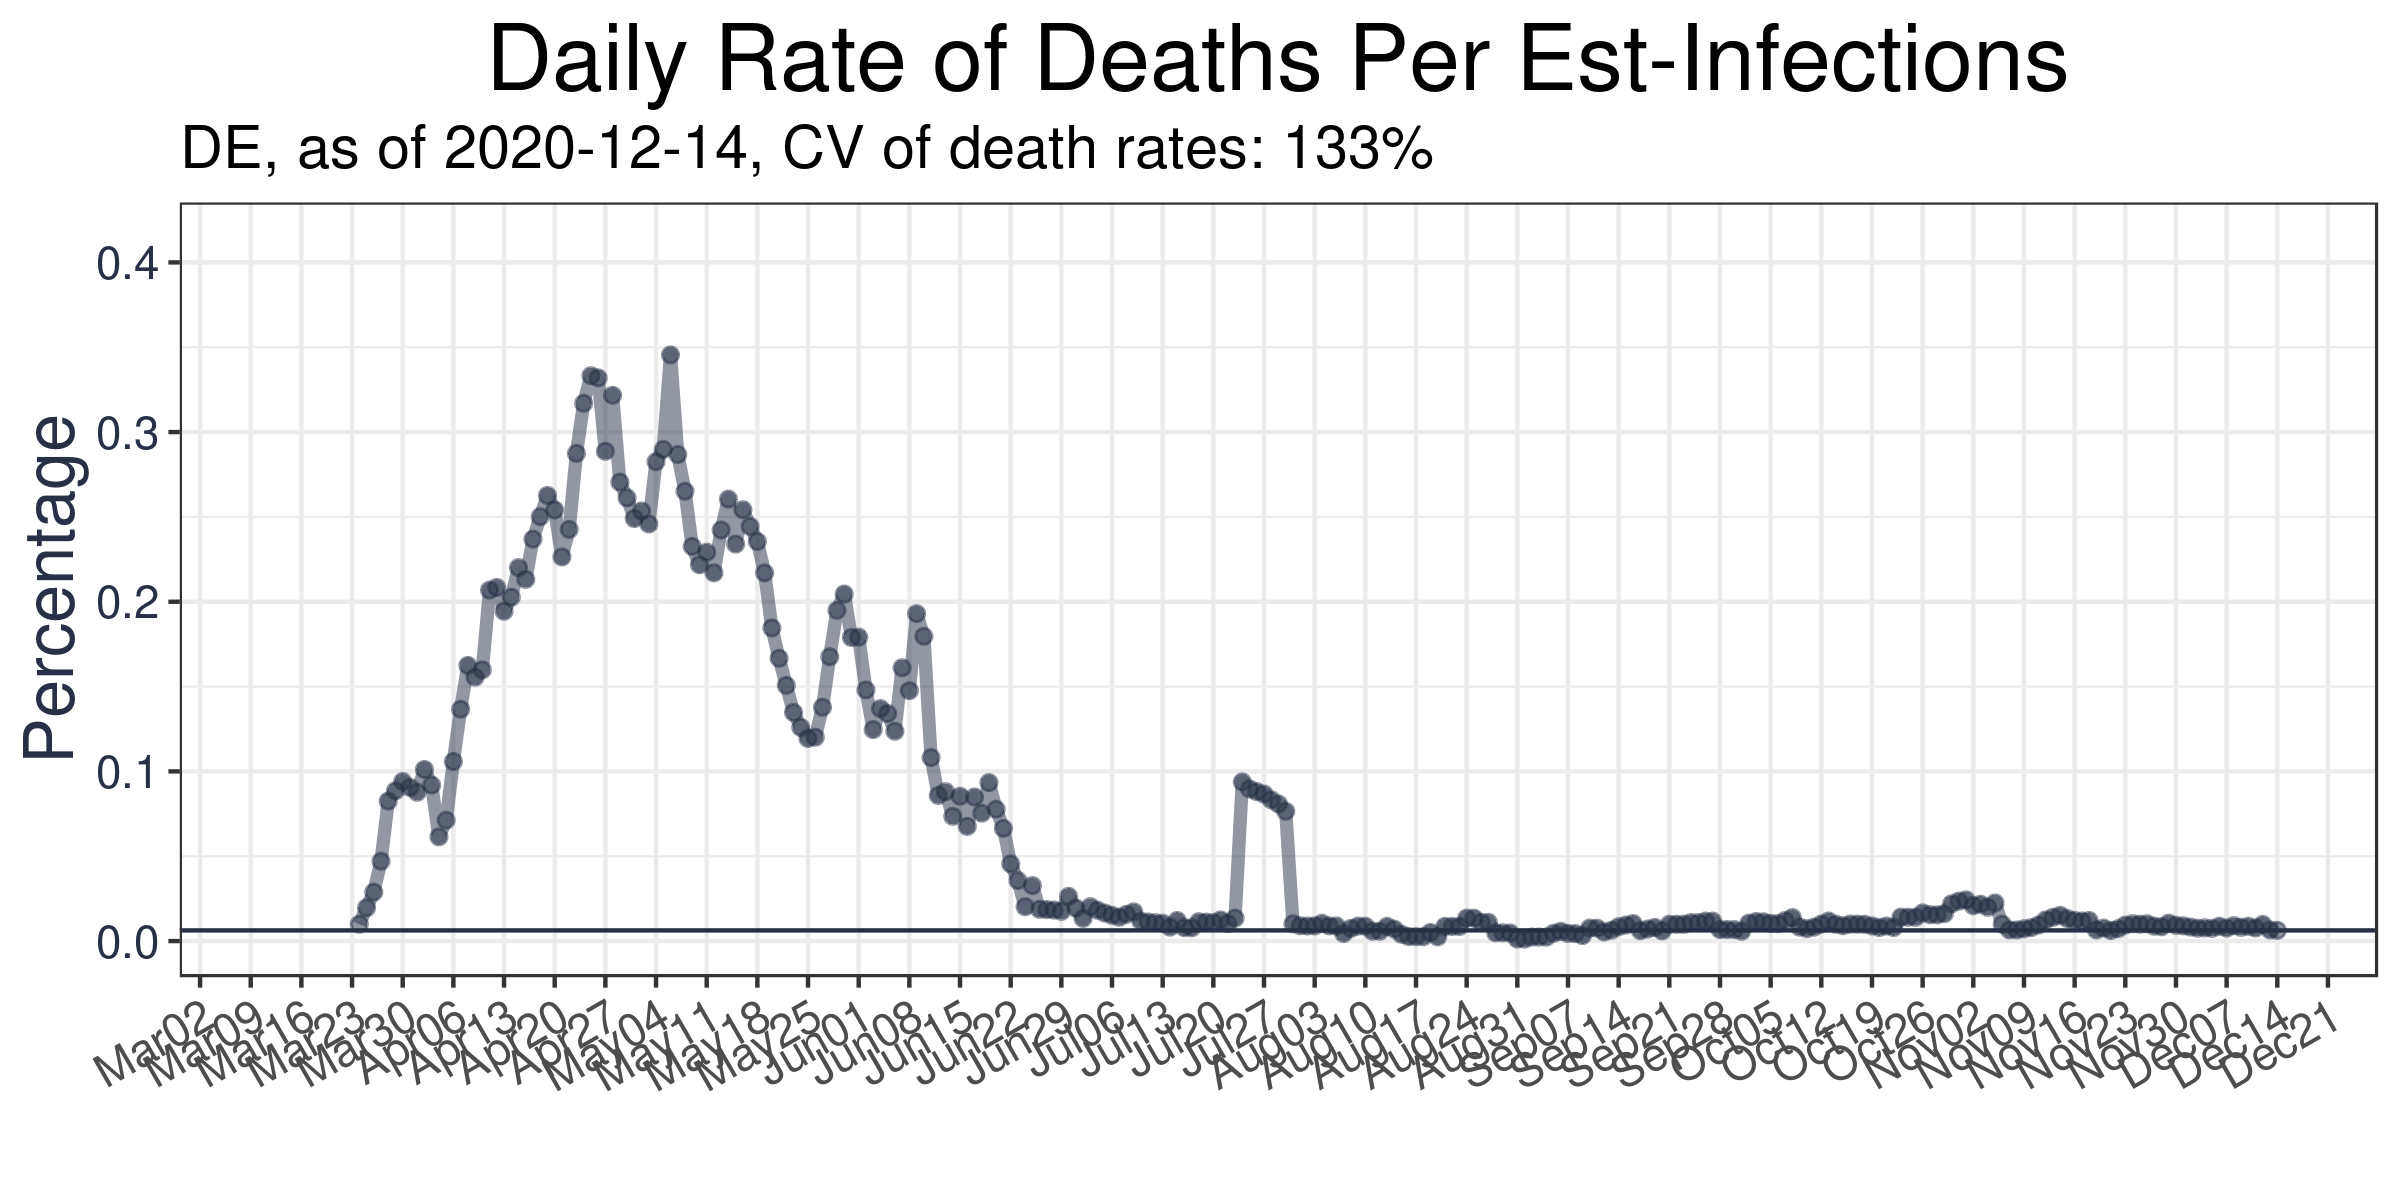 Daily Rate of Deaths Per Est-Infections
DE, as of 2020-12-14, CV of death rates: 133%
Percentage
0.4
0.3
0.2
0.1
0.0
Mar02
Mar09
Mar16
Mar23
Mar30
Apr06
Apr13
Apr20
Apr27
May04
May11
May18
May25
Jun01
Jun08
Jun15
Jun22
Jun29
Jul06
Jul13
Jul20
Jul27
Aug03
Aug10
Aug17
Aug24
Aug31
Sep07
Sep14
Sep21
Sep28
Oct05
Oct12
Oct19
Oct26
Nov02
Nov09
Nov16
Nov23
Nov30
Dec07
Dec14
Dec21